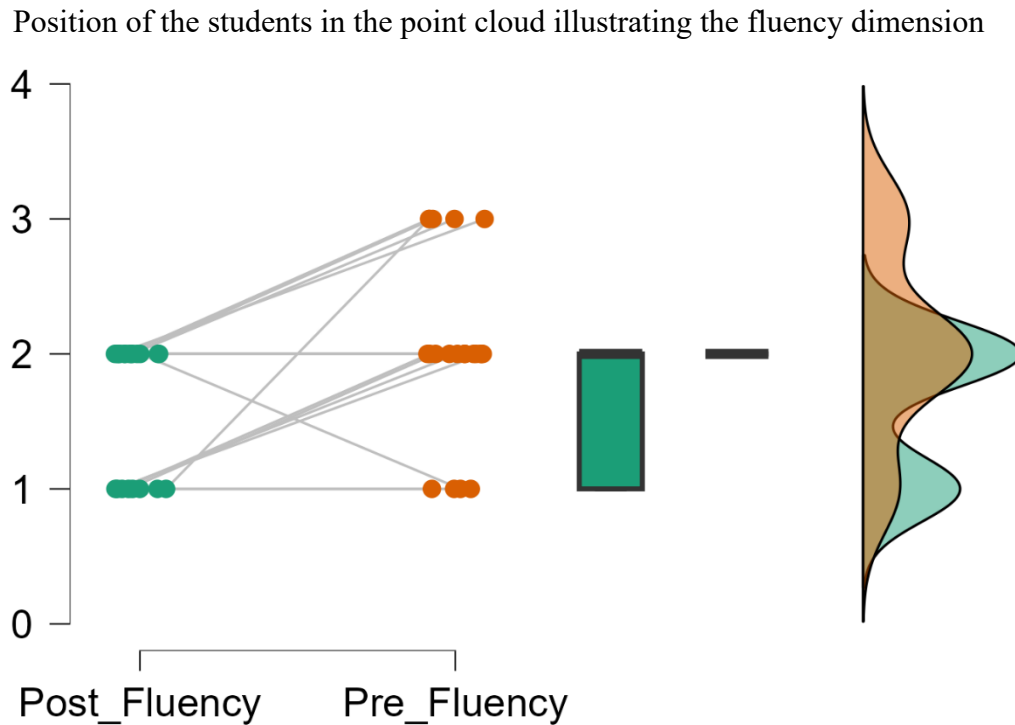 Position of the students in the point cloud illustrating the fluency dimension
4
3
2
1
0
Post_Fluency Pre_Fluency